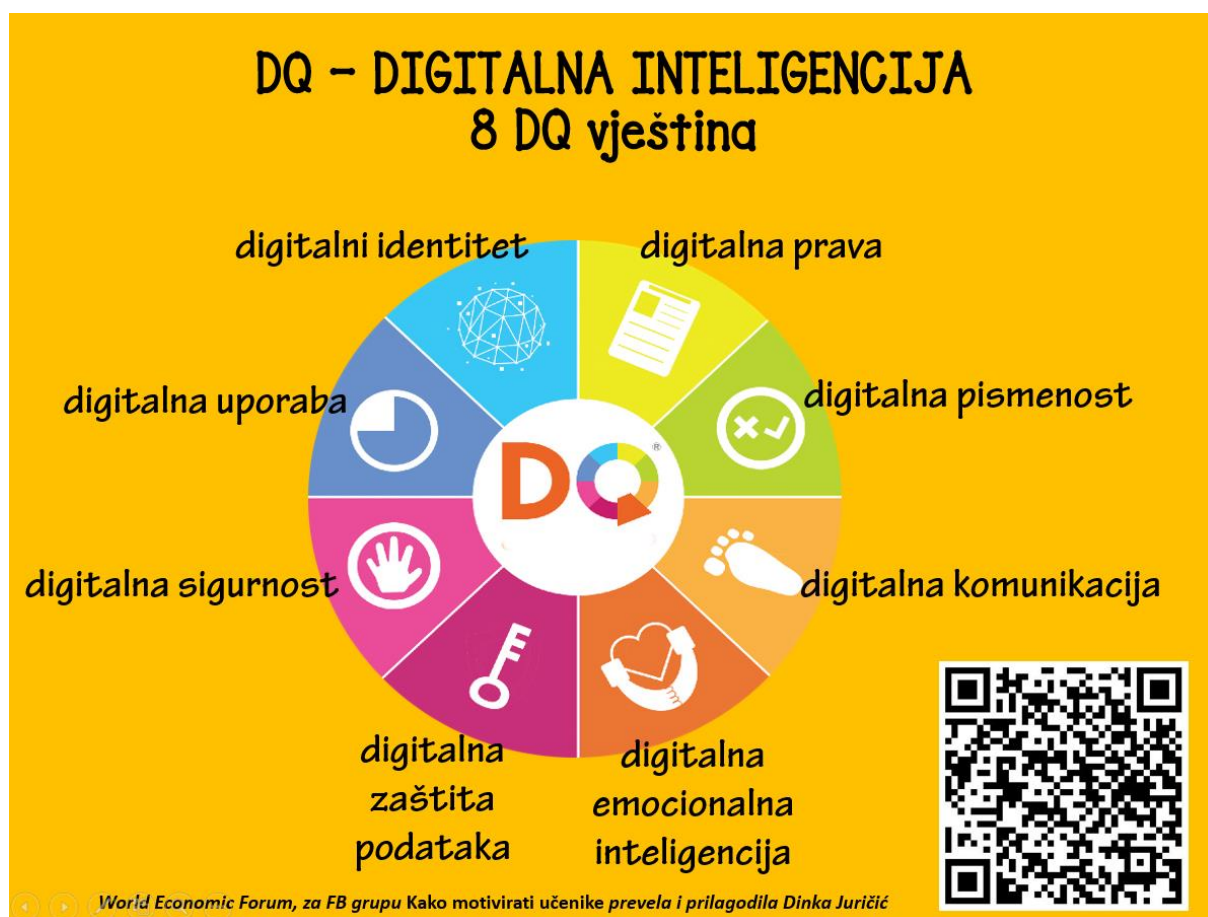 DQ - DIGITALNA INTELIGENCIJA
8 DQ vještina
digitalni identitet
digitalna prava
digitalna uporaba
digitalna pismenost
DQ®
digitalna sigurnost
digitalna komunikacija
digitalna
zaštita
podataka
digitalna
emocionalna
inteligencija
World Economic Forum, za FB grupu Kako motivirati učenike prevela i prilagodila Dinka Juričić